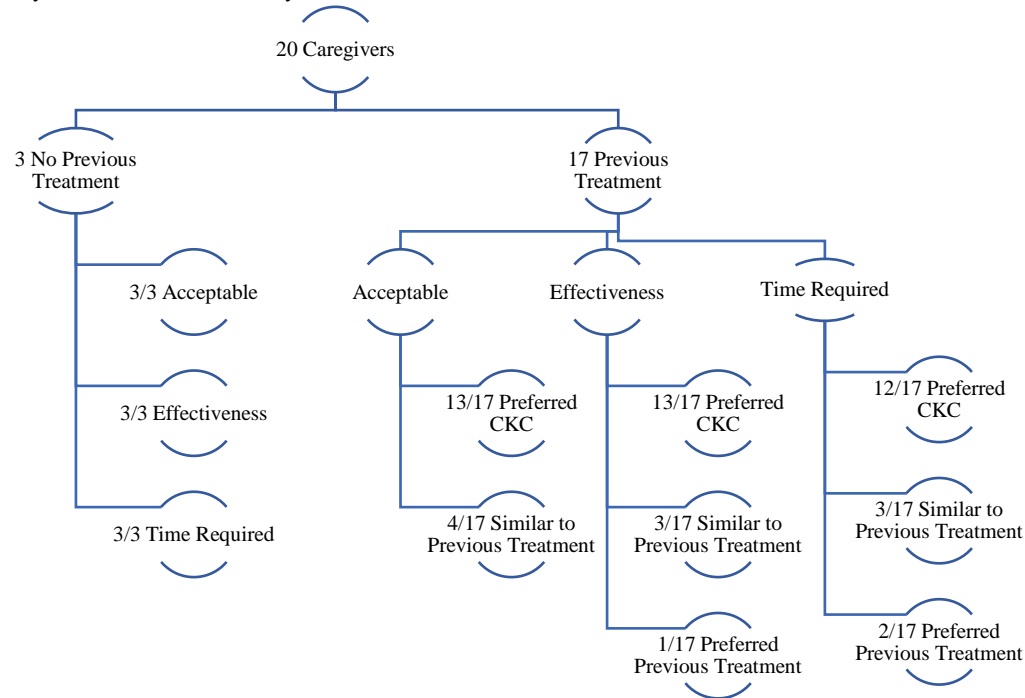 20 Caregivers
3 No Previous
Treatment
17 Previous
Treatment
3/3 Acceptable
3/3 Effectiveness
3/3 Time Required
Acceptable
13/17 Preferred
CKC
4/17 Similar to
Previous Treatment
Effectiveness
13/17 Preferred
CKC
3/17 Similar to
Previous Treatment
1/17 Preferred
Previous Treatment
Time Required
12/17 Preferred
CKC
3/17 Similar to
Previous Treatment
2/17 Preferred
Previous Treatment